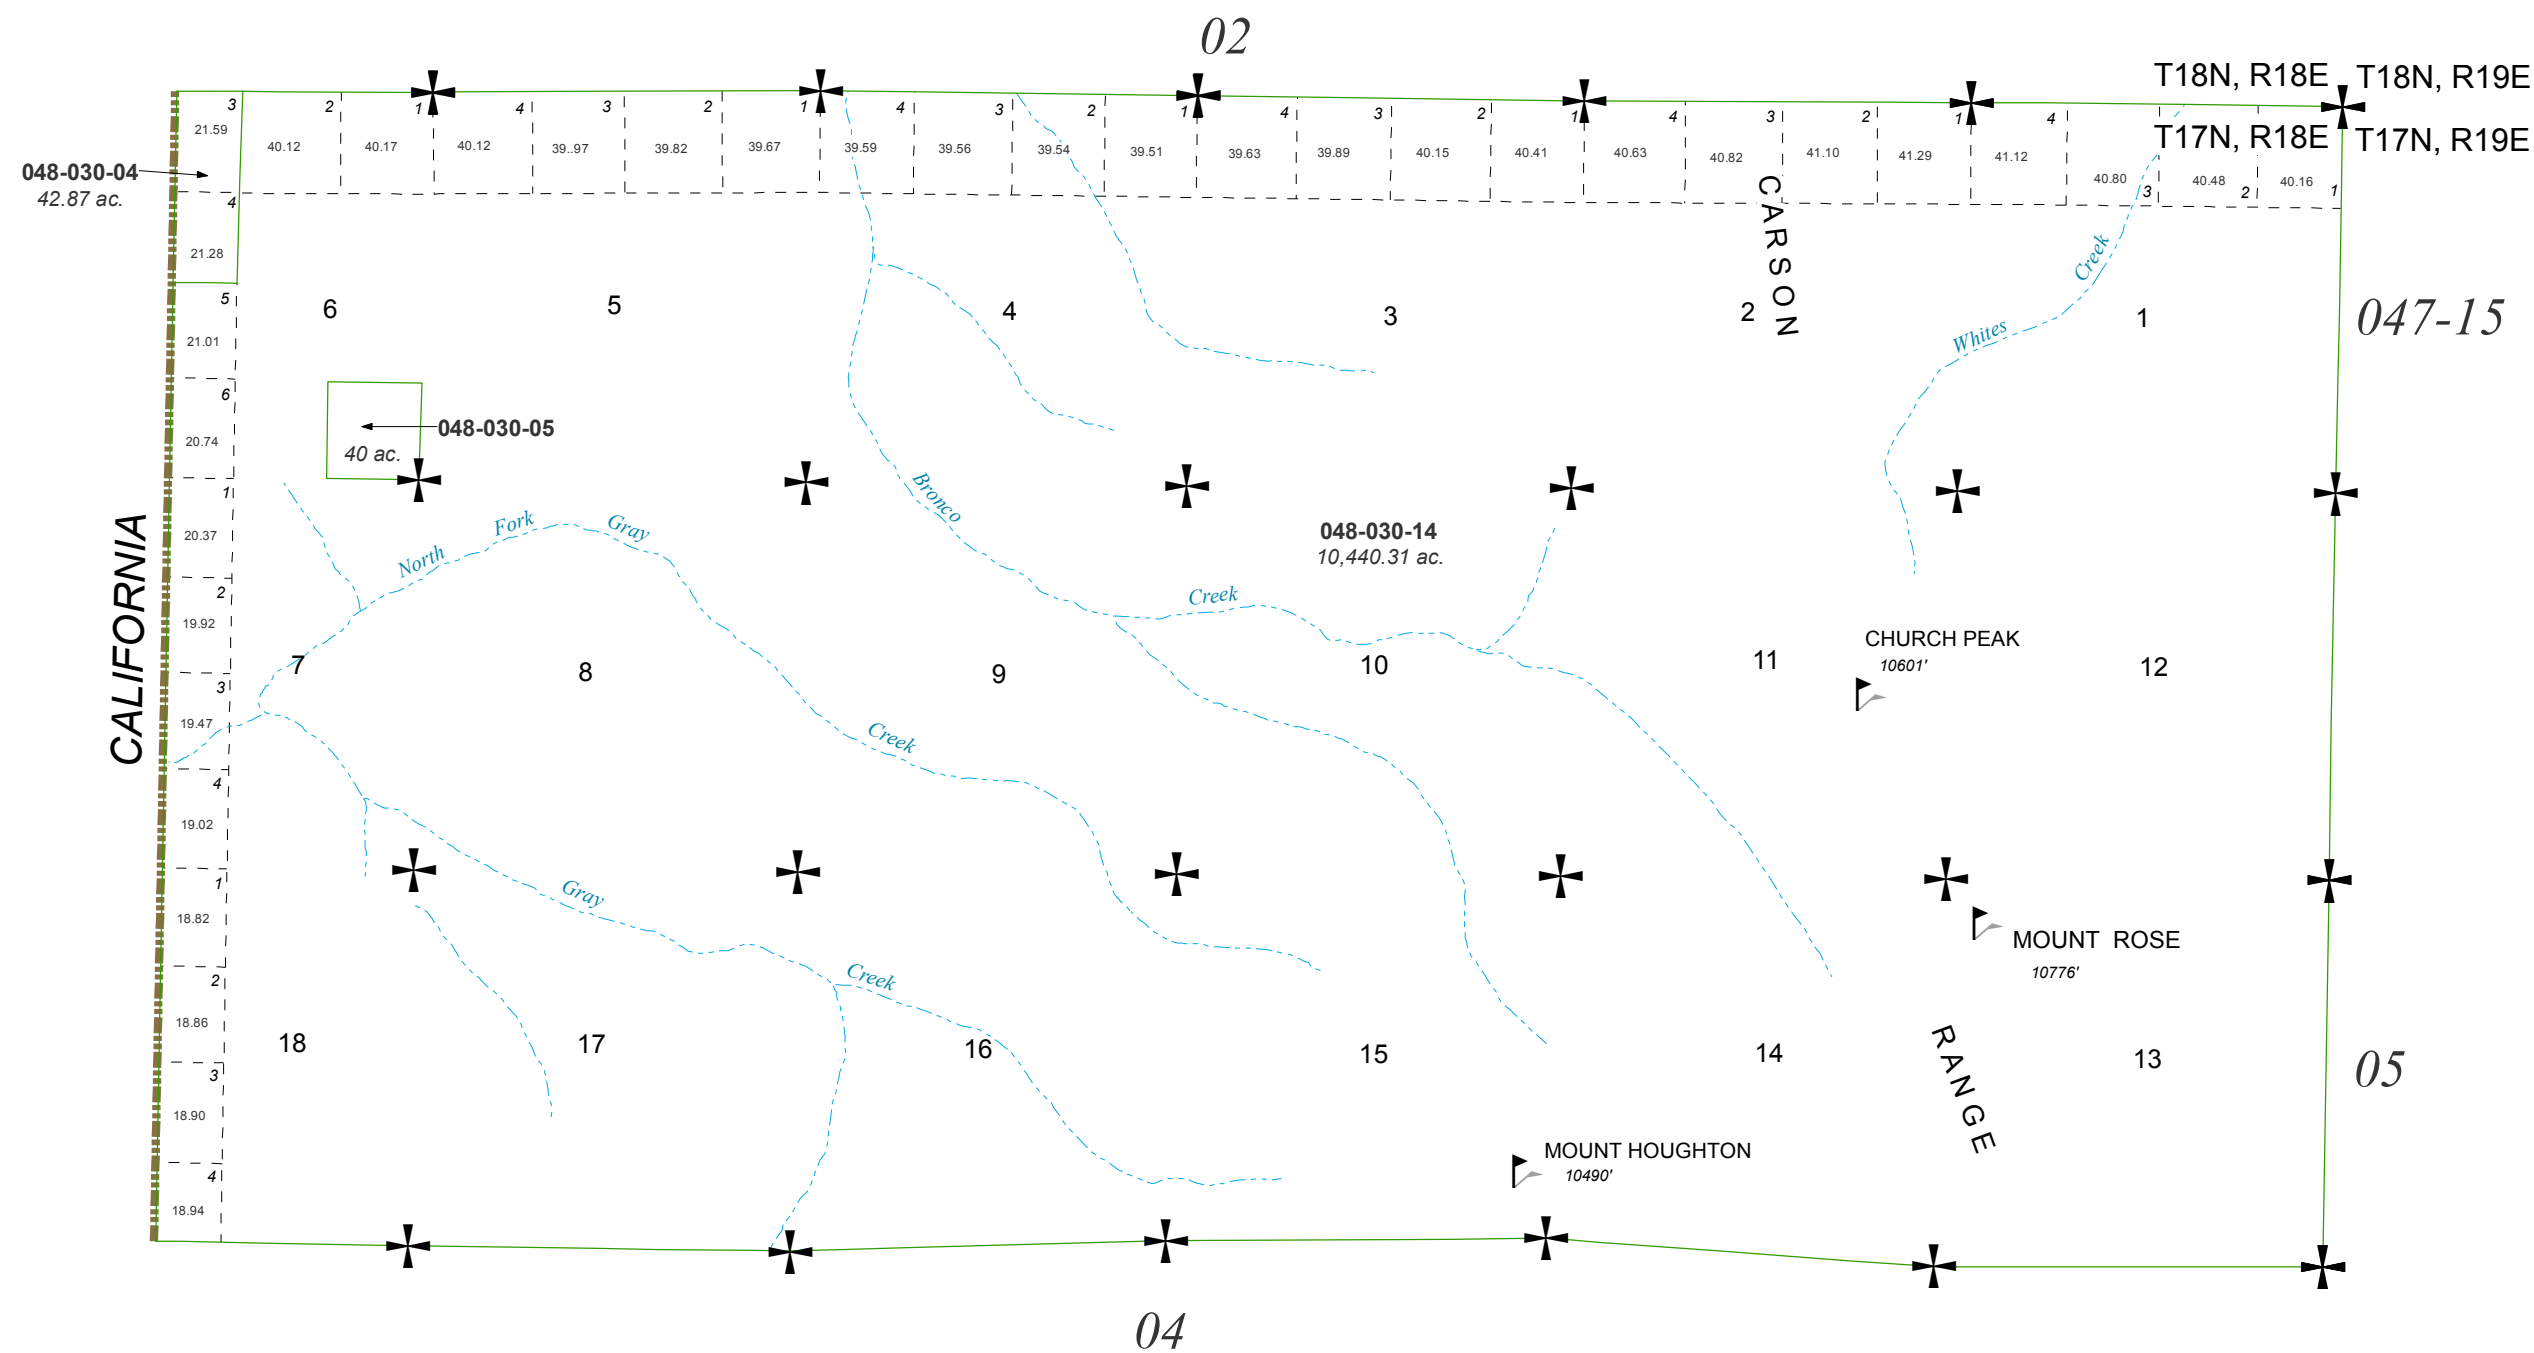 02
T18N, R18E
T18N, R19E
3 2 1 4 3 2 1 4 3 2 1 4 3 2 1 4 3 2 1 4
T17N, R18E
T17N, R19E
21.59
40.12 40.17 40.12 39..97 39.82 39.67 39.59 39.56 39.54 39.51 39.63 39.89 40.15 40.41 40.63 40.82 41.10 41.29 41.12 40.80 40.48 40.16
3 2 1
048-030-04
42.87 ac.
4
21.28
CARSON
Creek
Whites
5
6 5 4 3 2 1
047-15
21.01
6
20.74
048-030-05
40 ac.
1
20.37
North Fork Gray
Bronco
048-030-14
10,440.31 ac.
CALIFORNIA
2
19.92
Creek
CHURCH PEAK
10601'
7 8 9 10 11 12
3
19.47
Creek
4
19.02
1
18.82
Gray
MOUNT ROSE
10776'
2
Creek
18.86
18 17 16 15 14 13
RANGE
05
3
18.90
MOUNT HOUGHTON
10490'
4
18.94
04